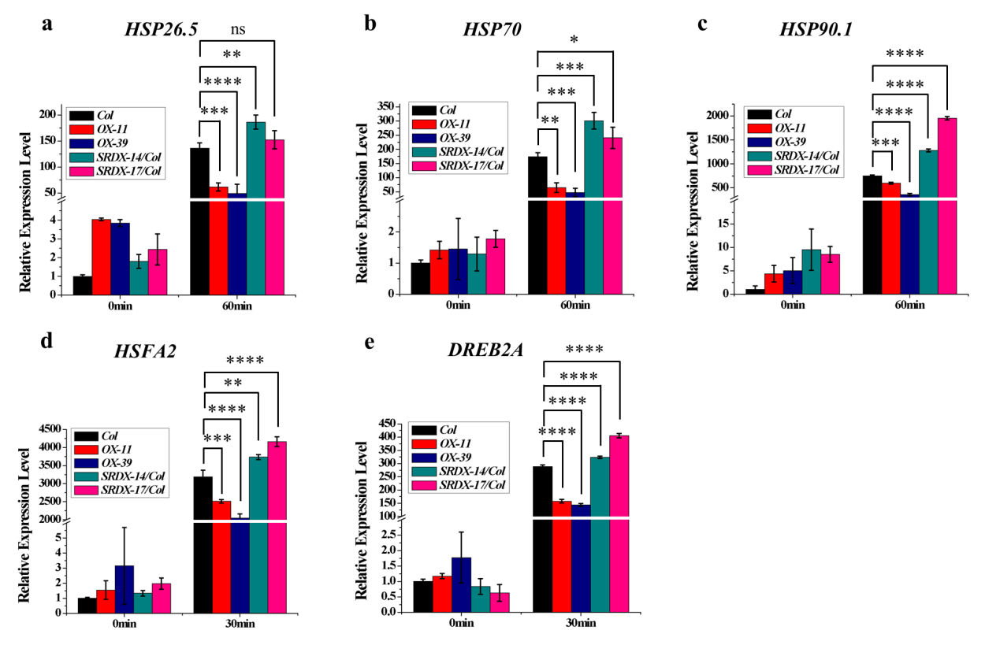 a
HSP26.5
ns
**
****
***
Relative Expression Level
200
150
100
50
4
3
2
1
0
Col
OX-11
OX-39
SRDX-14/Col
SRDX-17/Col
0min
60min
b
HSP70
*
***
***
**
Relative Expression Level
350
300
250
200
150
100
50
2
1
0
Col
OX-11
OX-39
SRDX-14/Col
SRDX-17/Col
0min
60min
c
HSP90.1
****
****
****
***
Relative Expression Level
2000
1500
1000
500
15
10
5
0
Col
OX-11
OX-39
SRDX-14/Col
SRDX-17/Col
0min
60min
d
HSFA2
****
**
****
***
Relative Expression Level
4500
4000
3500
3000
2500
2000
5
4
3
2
1
0
Col
OX-11
OX-39
SRDX-14/Col
SRDX-17/Col
0min
30min
e
DREB2A
****
****
****
****
Relative Expression Level
450
400
350
300
250
200
150
100
2.5
2.0
1.5
1.0
0.5
0.0
Col
OX-11
OX-39
SRDX-14/Col
SRDX-17/Col
0min
30min